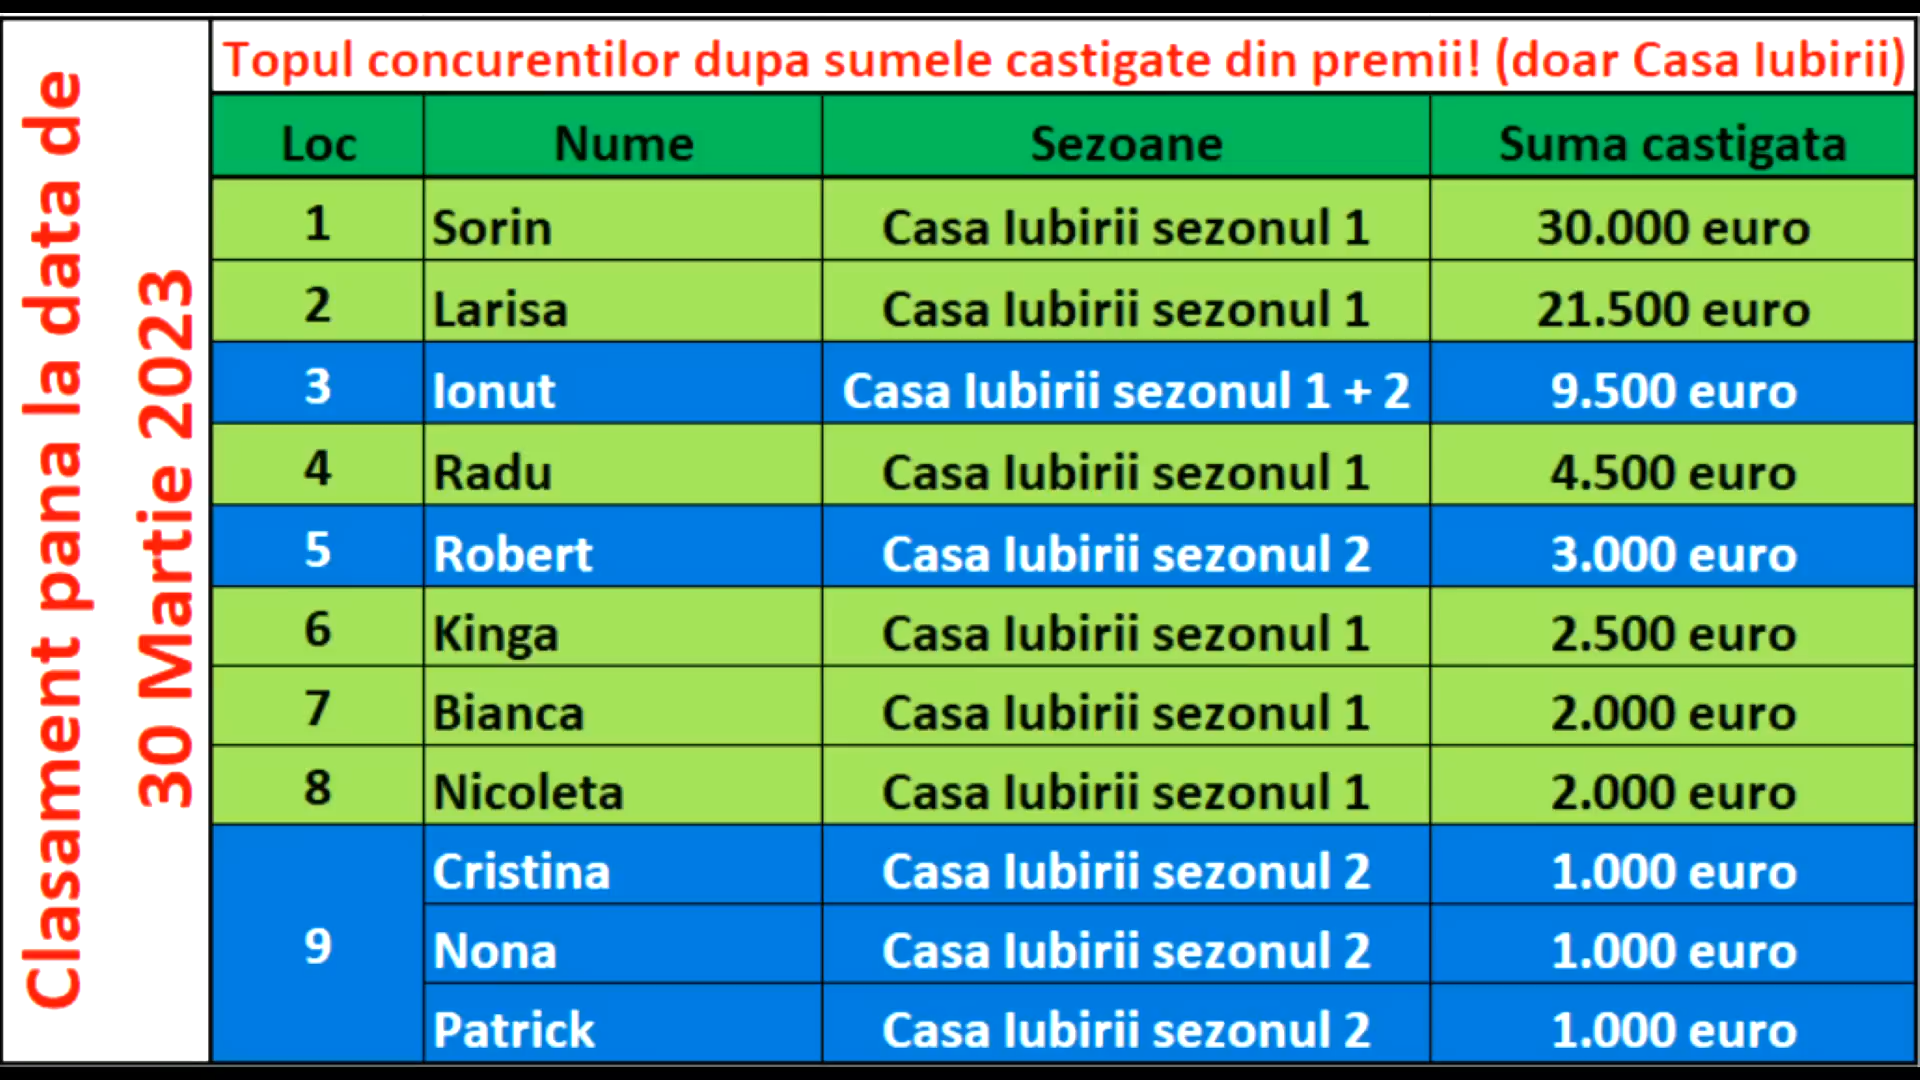 Clasament pana la data de
30 Martie 2023
Topul concurentilor dupa sumele castigate din premii! (doar Casa Iubirii)
Loc Nume Sezoane Suma castigata
1 Sorin Casa Iubirii sezonul 1 30.000 euro
2 Larisa Casa Iubirii sezonul 1 21.500 euro
3 Ionut Casa Iubirii sezonul 1 + 2 9.500 euro
4 Radu Casa Iubirii sezonul 1 4.500 euro
5 Robert Casa Iubirii sezonul 2 3.000 euro
6 Kinga Casa Iubirii sezonul 1 2.500 euro
7 Bianca Casa Iubirii sezonul 1 2.000 euro
8 Nicoleta Casa Iubirii sezonul 1 2.000 euro
9 Cristina Casa Iubirii sezonul 2 1.000 euro
Nona Casa Iubirii sezonul 2 1.000 euro
Patrick Casa Iubirii sezonul 2 1.000 euro